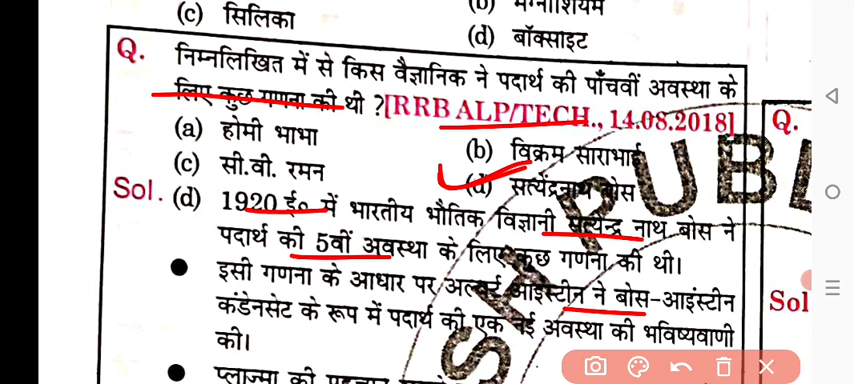 (c) सिलिका
(b) मैग्नीशियम
(d) बॉक्साइट
Q. निम्नलिखित में से किस वैज्ञानिक ने पदार्थ की पाँचवीं अवस्था के
लिए कुछ गणना की थी ?[RRB ALP/TECH., 14.08.2018]
(a) होमी भाभा
(b) विक्रम साराभाई
(c) सी.वी. रमन
(d) सत्येंद्रनाथ बोस
Sol. (d) 1920 ई० में भारतीय भौतिक विज्ञानी सत्येन्द्र नाथ बोस ने
पदार्थ की 5वीं अवस्था के लिए कुछ गणना की थी।
● इसी गणना के आधार पर अल्बर्ट आइंस्टीन ने बोस-आइंस्टीन
कंडेनसेट के रूप में पदार्थ की एक नई अवस्था की भविष्यवाणी
की।
● प्लाज्मा की
Q.
Sol
PUBL